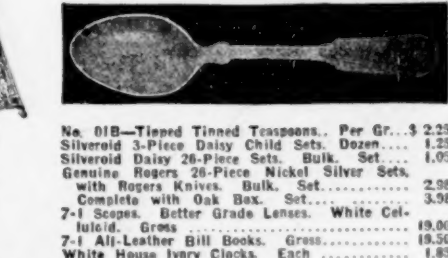 No. 01B—Tipped Tinned Teaspoons.. Per Gr...$ 2.25
Silveroid 3-Piece Daisy Child Sets. Dozen.... 1.25
Silveroid Daisy 26-Piece Sets. Bulk. Set.... 1.05
Genuine Rogers 26-Piece Nickel Silver Sets,
with Rogers Knives. Bulk. Set............ 2.98
Complete with Oak Box. Set............ 3.98
7-1 Scopes. Better Grade Lenses. White Cel-
luloid. Gross ........................ 19.00
7-1 All-Leather Bill Books. Gross.......... 19.50
White House Ivory Clocks. Each .......... 1.85